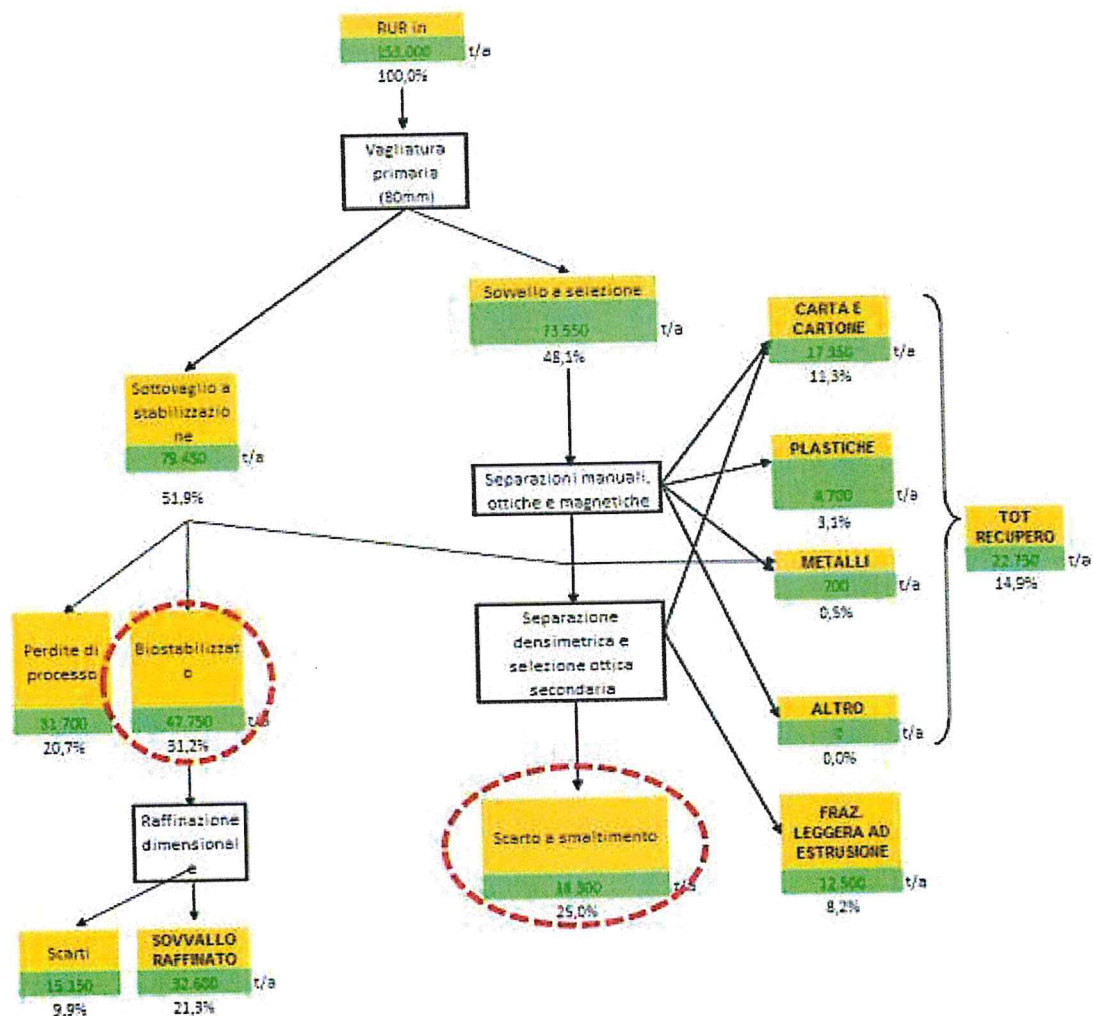 RUR in
153.000 t/a
100,0%
Vagliatura
primaria
(80mm)
Sovvallo a selezione
73.550 t/a
48,1%
CARTA E
CARTONE
17.350 t/a
11,3%
Sottovaglio a
stabilizzazio
ne
79.450 t/a
51,9%
Separazioni manuali,
ottiche e magnetiche
PLASTICHE
4.700 t/a
3,1%
TOT
RECUPERO
22.750 t/a
14,9%
METALLI
700 t/a
0,5%
Perdite di
processo
31.700
20,7%
Biostabilizzat
o
47.750 t/a
31,2%
Separazione
densimetrica e
selezione ottica
secondaria
ALTRO
0 t/a
0,0%
Raffinazione
dimensional
e
Scarto a smaltimento
t/a
25,0%
FRAZ.
LEGGERA AD
ESTRUSIONE
12.500 t/a
8,2%
Scarti
15.150
9,9%
SOVVALLO
RAFFINATO
32.600 t/a
21,3%